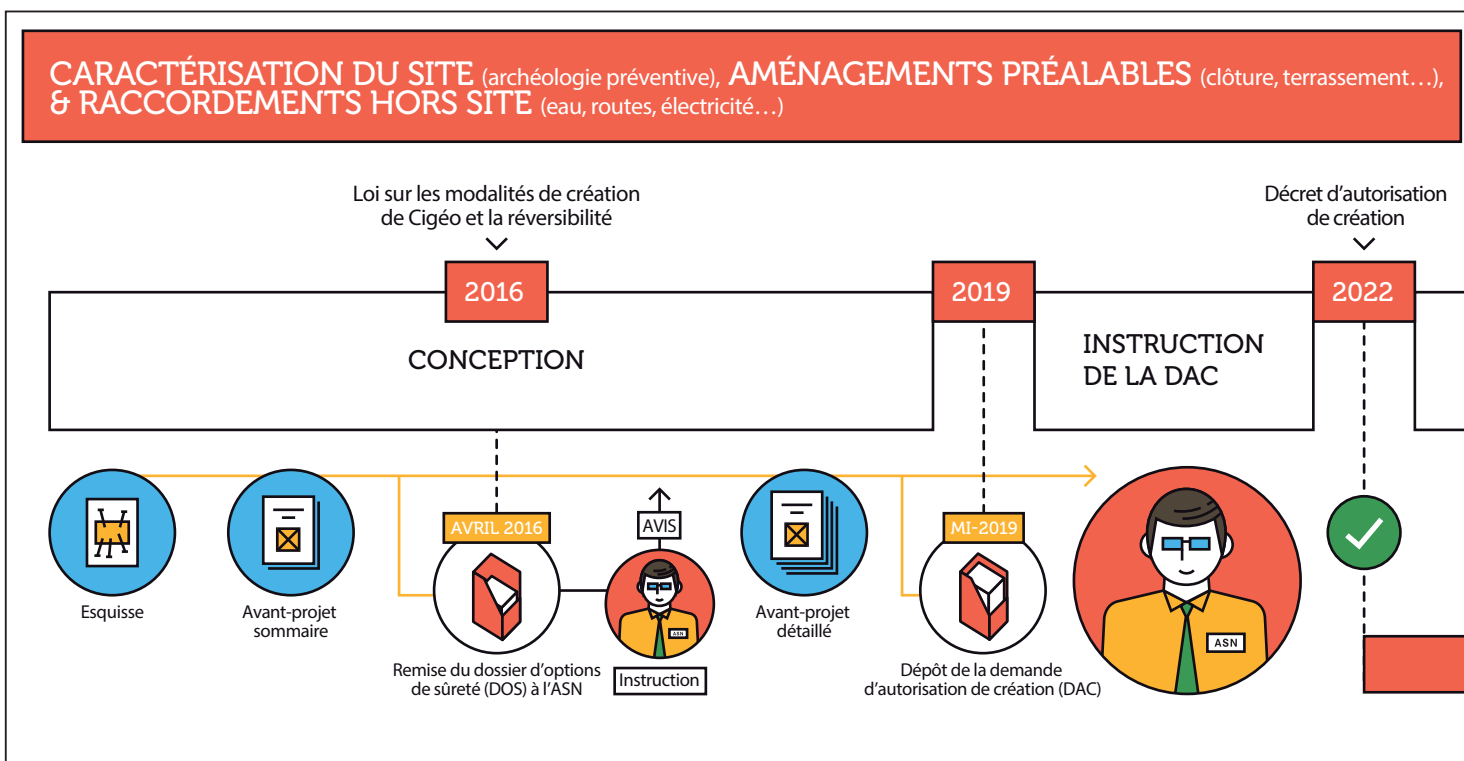 CARACTÉRISATION DU SITE (archéologie préventive), AMÉNAGEMENTS PRÉALABLES (clôture, terrassement…),
& RACCORDEMENTS HORS SITE (eau, routes, électricité…)
Loi sur les modalités de création
de Cigéo et la réversibilité
Décret d’autorisation
de création
2016
2019
2022
CONCEPTION
INSTRUCTION
DE LA DAC
AVRIL 2016
AVIS
MI-2019
Esquisse
Avant-projet
sommaire
ASN
Avant-projet
détaillé
ASN
Remise du dossier d’options
de sûreté (DOS) à l’ASN
Instruction
Dépôt de la demande
d’autorisation de création (DAC)